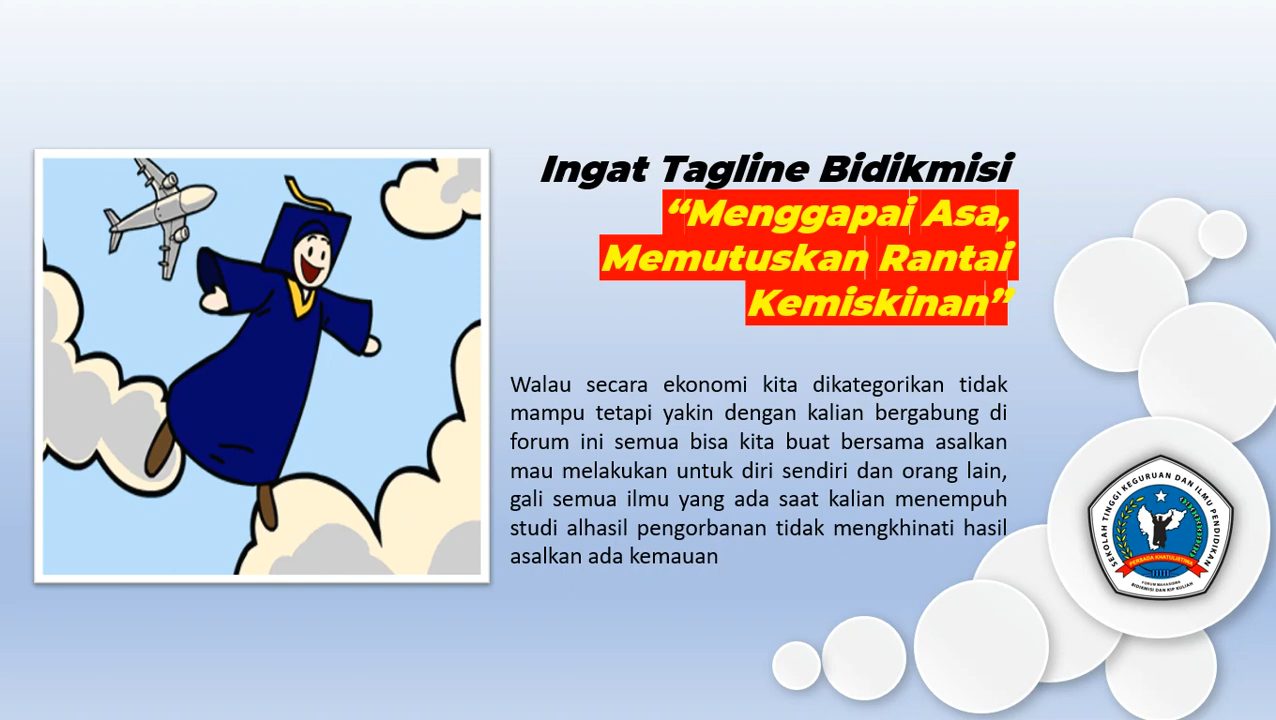 Ingat Tagline Bidikmisi
“Menggapai Asa,
Memutuskan Rantai
Kemiskinan”
Walau secara ekonomi kita dikategorikan tidak
mampu tetapi yakin dengan kalian bergabung di
forum ini semua bisa kita buat bersama asalkan
mau melakukan untuk diri sendiri dan orang lain,
gali semua ilmu yang ada saat kalian menempuh
studi alhasil pengorbanan tidak mengkhinati hasil
asalkan ada kemauan
SEKOLAH TINGGI KEGURUAN DAN ILMU PENDIDIKAN
PERSADA KHATULISTIWA
FORUM MAHASISWA
BIDIKMISI DAN KIP KULIAH